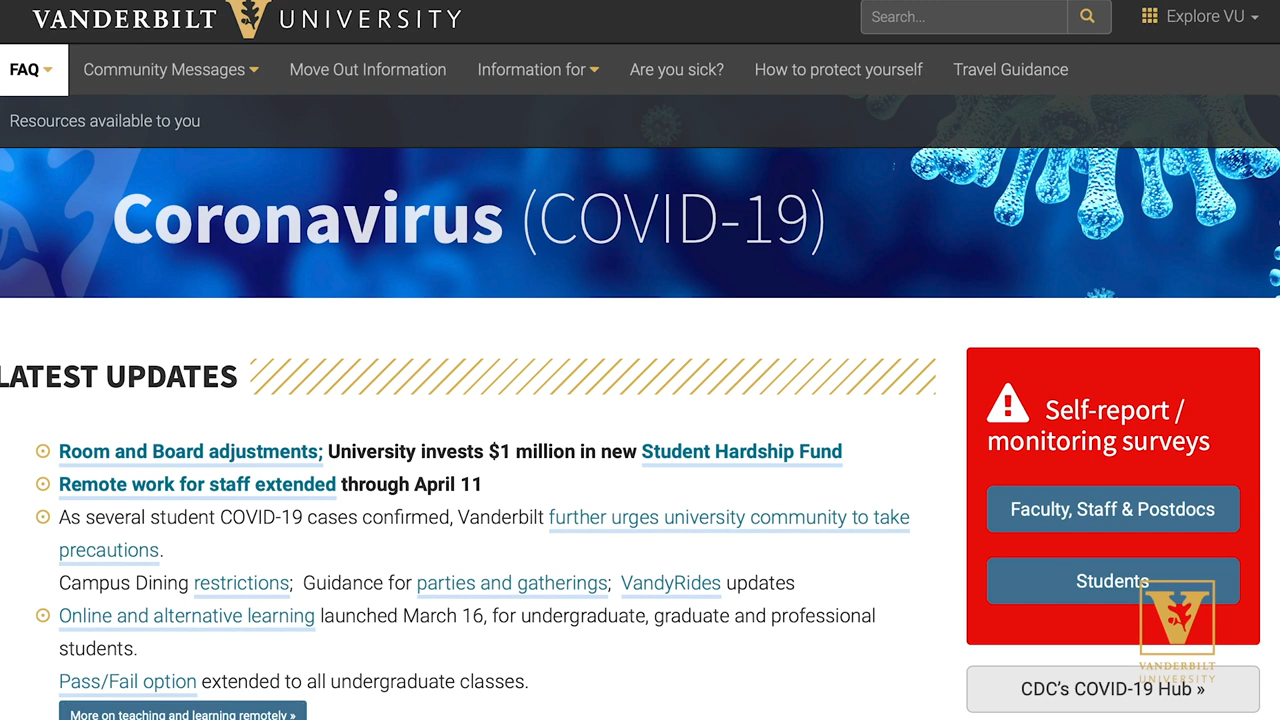 VANDERBILT V UNIVERSITY
Search...
Explore VU
FAQ
Community Messages
Move Out Information
Information for
Are you sick?
How to protect yourself
Travel Guidance
Resources available to you
Coronavirus (COVID-19)
LATEST UPDATES
Room and Board adjustments; University invests $1 million in new Student Hardship Fund
Remote work for staff extended through April 11
As several student COVID-19 cases confirmed, Vanderbilt further urges university community to take
precautions.
Campus Dining restrictions; Guidance for parties and gatherings; VandyRides updates
Online and alternative learning launched March 16, for undergraduate, graduate and professional
students.
Pass/Fail option extended to all undergraduate classes.
More on teaching and learning remotely »
Self-report /
monitoring surveys
Faculty, Staff & Postdocs
Students
CDC's COVID-19 Hub »
V
VANDERBILT
UNIVERSITY